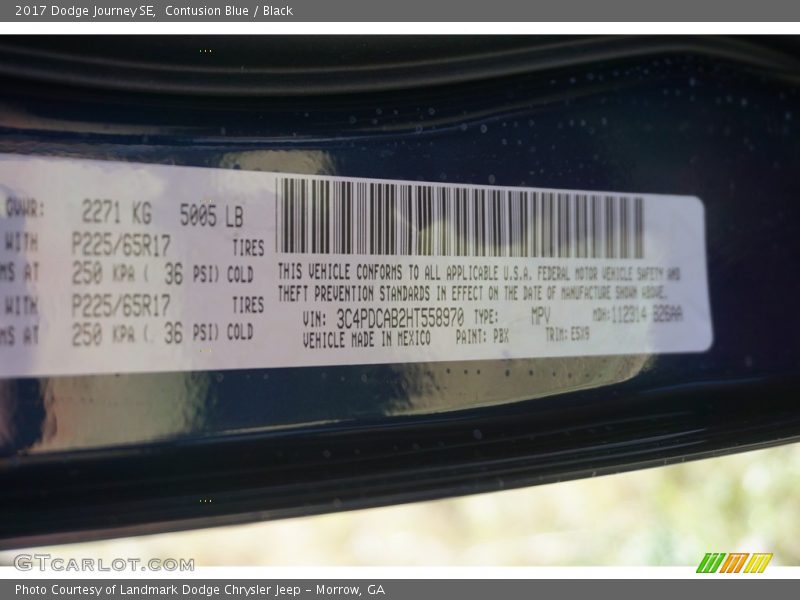 2017 Dodge Journey SE,  Contusion Blue / Black
GVWR: 2271 KG 5005 LB
WITH P225/65R17 TIRES
MS AT 250 KPA ( 36 PSI) COLD
WITH P225/65R17 TIRES
MS AT 250 KPA ( 36 PSI) COLD
THIS VEHICLE CONFORMS TO ALL APPLICABLE U.S.A. FEDERAL MOTOR VEHICLE SAFETY AND
THEFT PREVENTION STANDARDS IN EFFECT ON THE DATE OF MANUFACTURE SHOWN ABOVE.
VIN: 3C4PDCAB2HT558970 TYPE: MPV MDH:112314
VEHICLE MADE IN MEXICO PAINT: PBX TRIM:E5X9
GTCARLOT.COM
Photo Courtesy of Landmark Dodge Chrysler Jeep - Morrow, GA